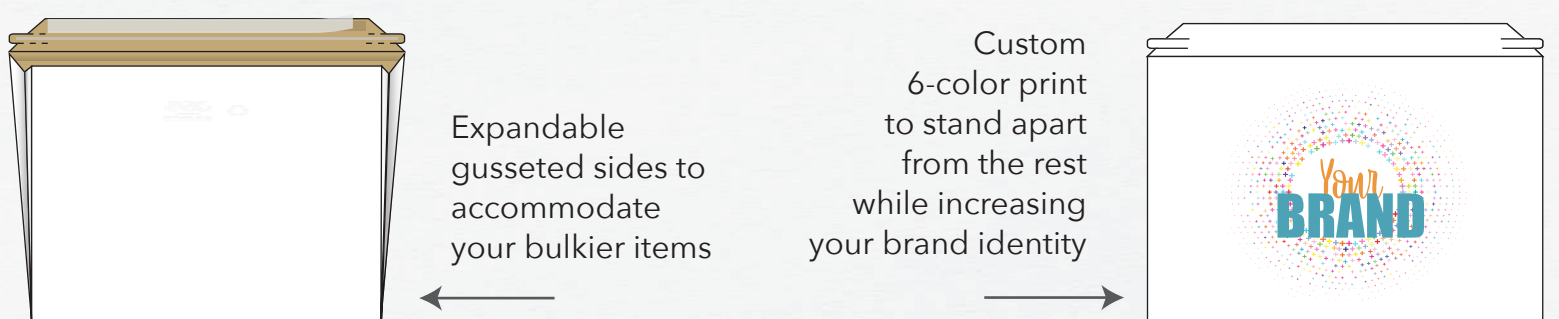 Expandable
gusseted sides to
accommodate
your bulkier items
Custom
6-color print
to stand apart
from the rest
while increasing
your brand identity
Your
BRAND